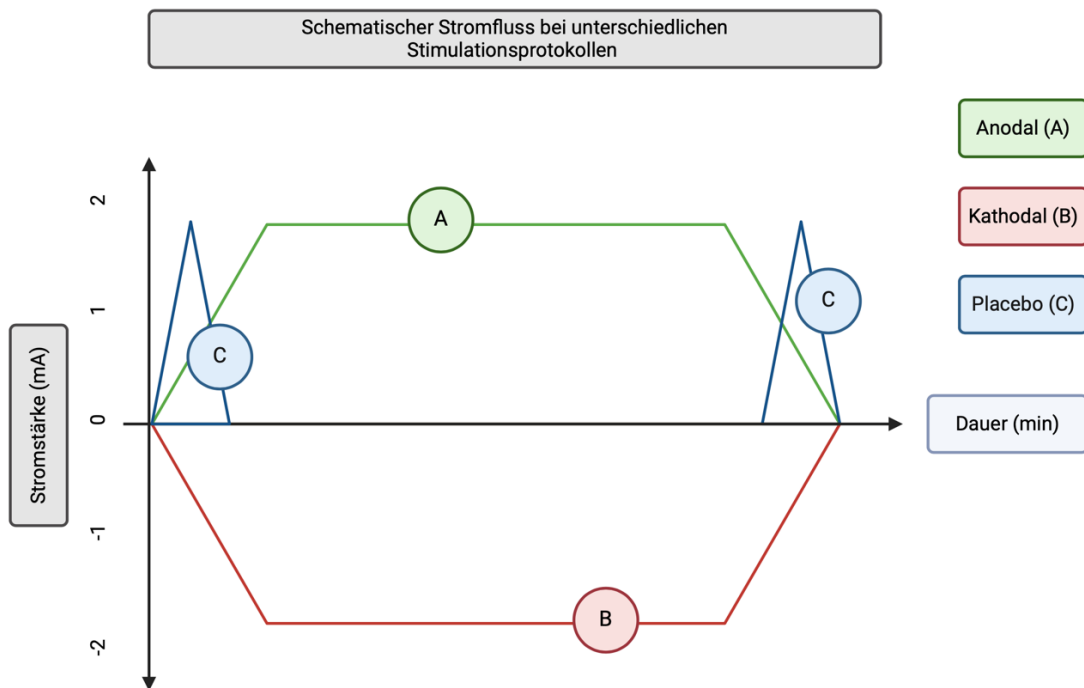 Schematischer Stromfluss bei unterschiedlichen
Stimulationsprotokollen
Anodal (A)
Kathodal (B)
Placebo (C)
Dauer (min)
Stromstärke (mA)
2
1
0
-1
-2
A
C
C
B